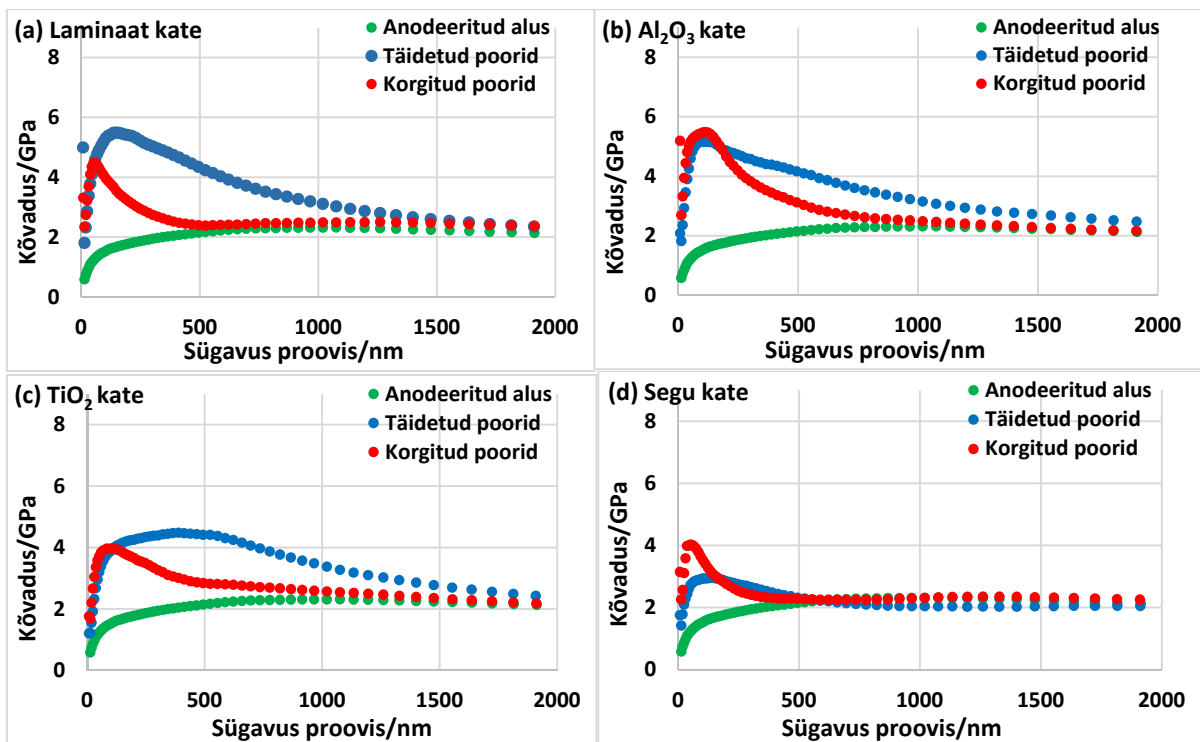 (a) Laminaat kate
Anodeeritud alus
Täidetud poorid
Korgitud poorid
Kõvadus/GPa
8
6
4
2
0
0 500 1000 1500 2000
Sügavus proovis/nm
(b) Al₂O₃ kate
Anodeeritud alus
Täidetud poorid
Korgitud poorid
Kõvadus/GPa
8
6
4
2
0
0 500 1000 1500 2000
Sügavus proovis/nm
(c) TiO₂ kate
Anodeeritud alus
Täidetud poorid
Korgitud poorid
Kõvadus/GPa
8
6
4
2
0
0 500 1000 1500 2000
Sügavus proovis/nm
(d) Segu kate
Anodeeritud alus
Täidetud poorid
Korgitud poorid
Kõvadus/GPa
8
6
4
2
0
0 500 1000 1500 2000
Sügavus proovis/nm